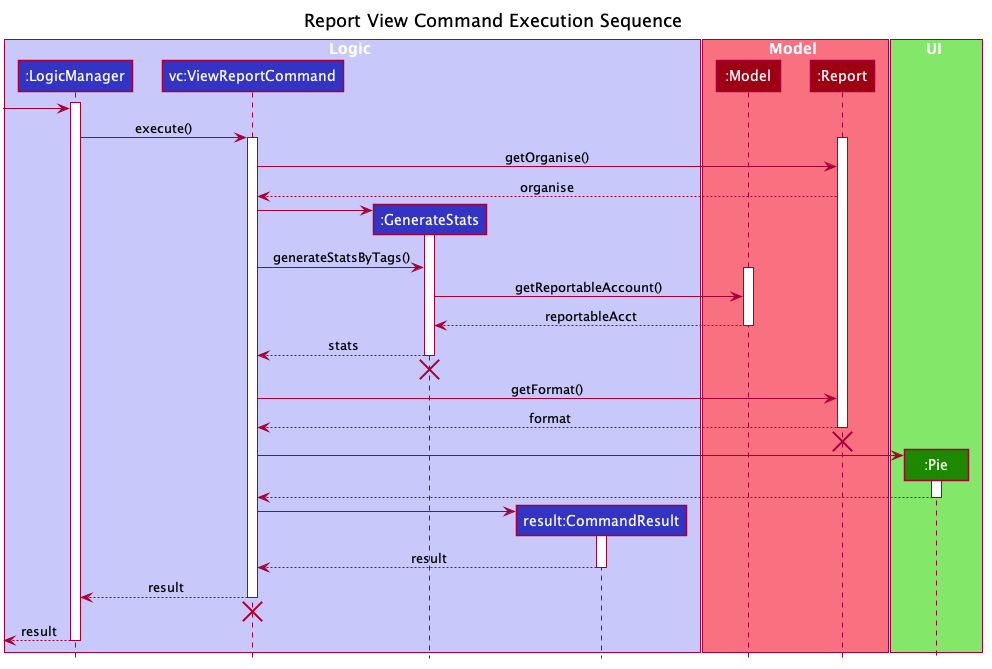 Report View Command Execution Sequence
Logic
Model
UI
:LogicManager
vc:ViewReportCommand
:Model
:Report
execute()
getOrganise()
organise
:GenerateStats
generateStatsByTags()
getReportableAccount()
reportableAcct
stats
getFormat()
format
:Pie
result:CommandResult
result
result
result